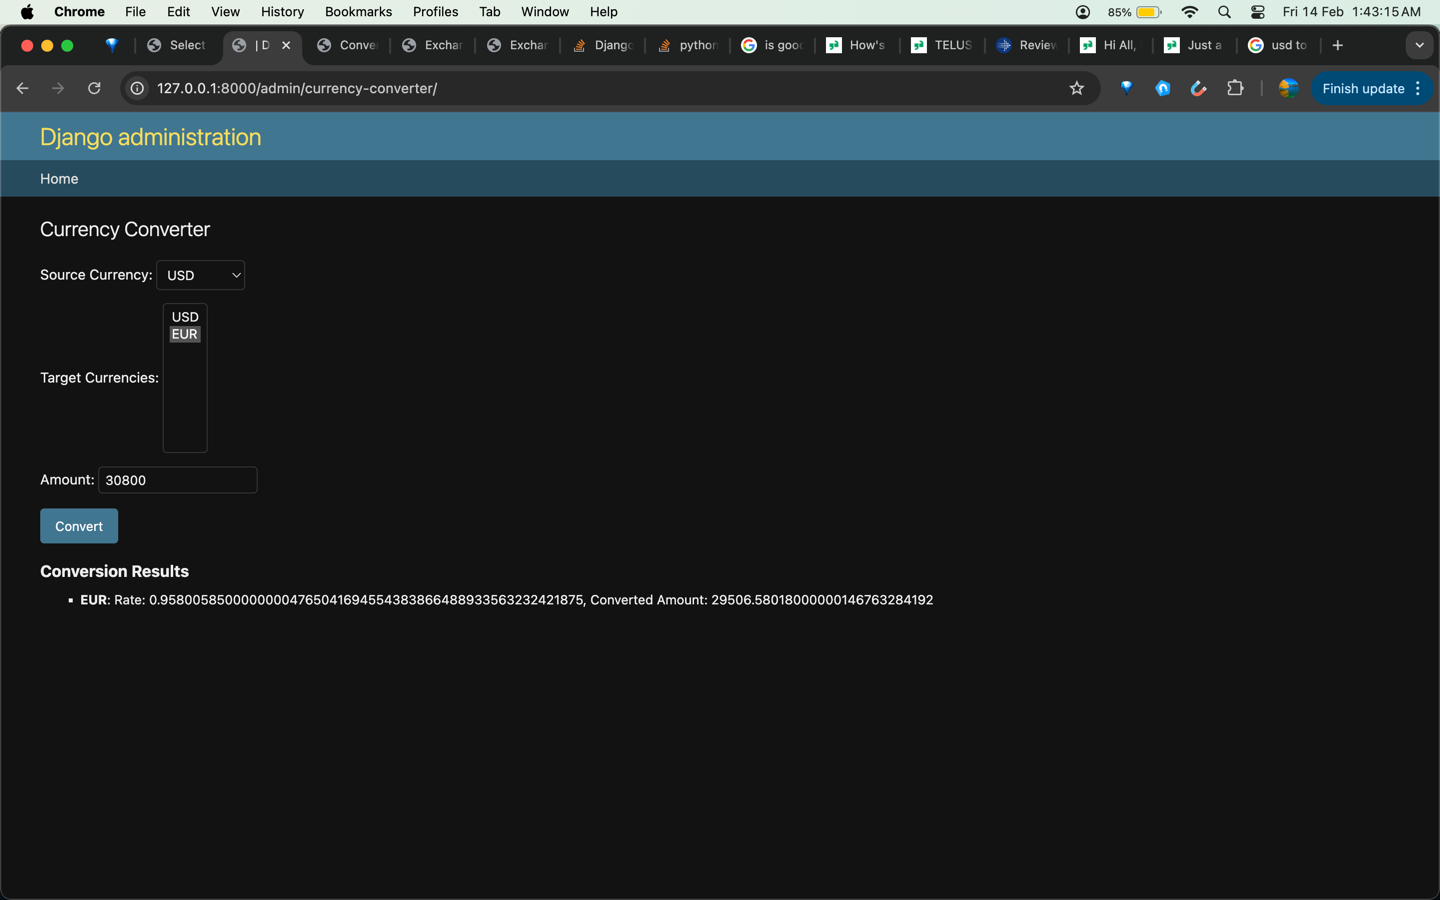 Chrome File Edit View History Bookmarks Profiles Tab Window Help 85% Fri 14 Feb 1:43:15 AM
Select | D Conve Exchar Exchar Django python is goo How's TELUS Review Hi All, Just a usd to
127.0.0.1:8000/admin/currency-converter/ Finish update
Django administration
Home
Currency Converter
Source Currency: USD
USD
EUR
Target Currencies:
Amount: 30800
Convert
Conversion Results
EUR: Rate: 0.95800585000000004765041694554383866488933563232421875, Converted Amount: 29506.58018000000146763284192